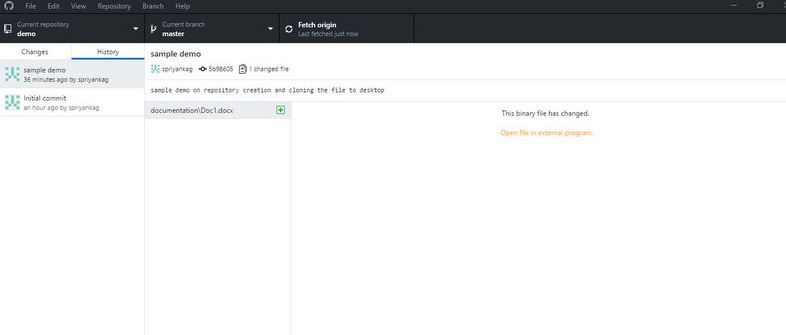 File Edit View Repository Branch Help
Current repository
demo
Current branch
master
Fetch origin
Last fetched just now
Changes History
sample demo
36 minutes ago by spriyankag
Initial commit
an hour ago by spriyankag
sample demo
spriyankag 5b98605 1 changed file
sample demo on repository creation and cloning the file to desktop
documentation\Doc1.docx
This binary file has changed.
Open file in external program.